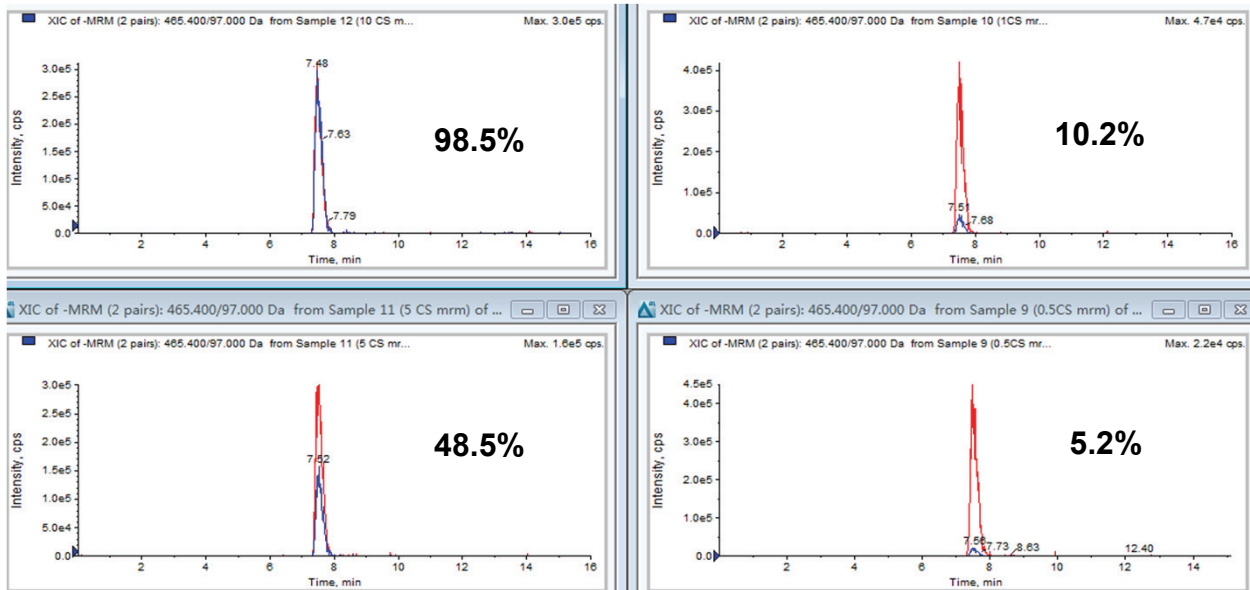 XIC of -MRM (2 pairs): 465.400/97.000 Da from Sample 12 (10 CS m... Max. 3.0e5 cps.
7.48
3.0e5
2.5e5
2.0e5
7.63
98.5%
1.5e5
1.0e5
5.0e4
7.79
0.0
2 4 6 8 10 12 14 16
Time, min
Intensity, cps
XIC of -MRM (2 pairs): 465.400/97.000 Da from Sample 10 (1CS mr... Max. 4.7e4 cps.
4.0e5
3.0e5
10.2%
2.0e5
1.0e5
7.51
7.68
0.0
2 4 6 8 10 12 14 16
Time, min
Intensity, cps
XIC of -MRM (2 pairs): 465.400/97.000 Da from Sample 11 (5 CS mrm) of ...
XIC of -MRM (2 pairs): 465.400/97.000 Da from Sample 11 (5 CS mr... Max. 1.6e5 cps.
3.0e5
2.5e5
2.0e5
48.5%
7.52
1.5e5
1.0e5
5.0e4
0.0
2 4 6 8 10 12 14 16
Time, min
Intensity, cps
XIC of -MRM (2 pairs): 465.400/97.000 Da from Sample 9 (0.5CS mrm) of ...
XIC of -MRM (2 pairs): 465.400/97.000 Da from Sample 9 (0.5CS mr... Max. 2.2e4 cps.
4.5e5
4.0e5
3.0e5
5.2%
2.0e5
1.0e5
7.56 7.73 8.63 12.40
0.0
2 4 6 8 10 12 14
Time, min
Intensity, cps